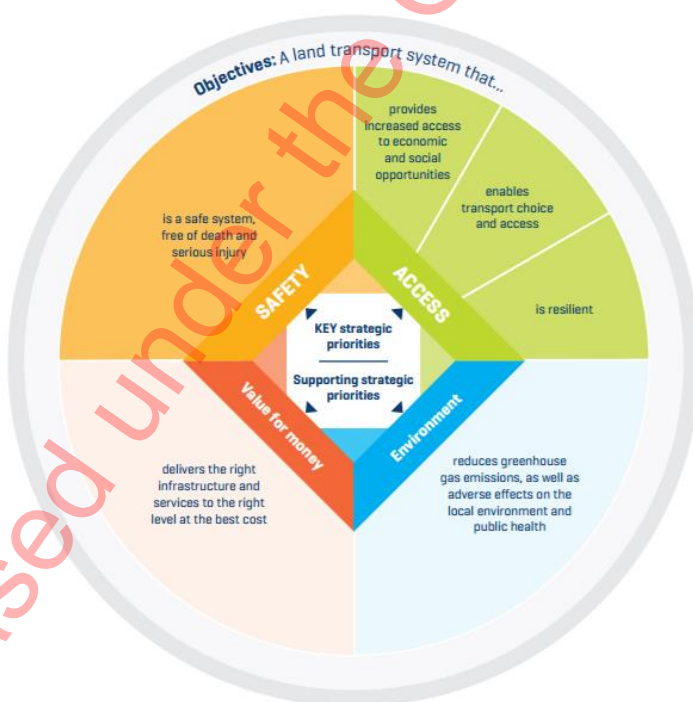 Objectives: A land transport system that...
provides
increased access
to economic
and social
opportunities
enables
transport choice
and access
is resilient
is a safe system,
free of death and
serious injury
SAFETY
ACCESS
KEY strategic
priorities
Supporting strategic
priorities
Value for money
Environment
delivers the right
infrastructure and
services to the right
level at the best cost
reduces greenhouse
gas emissions, as well as
adverse effects on the
local environment and
public health
sed under the